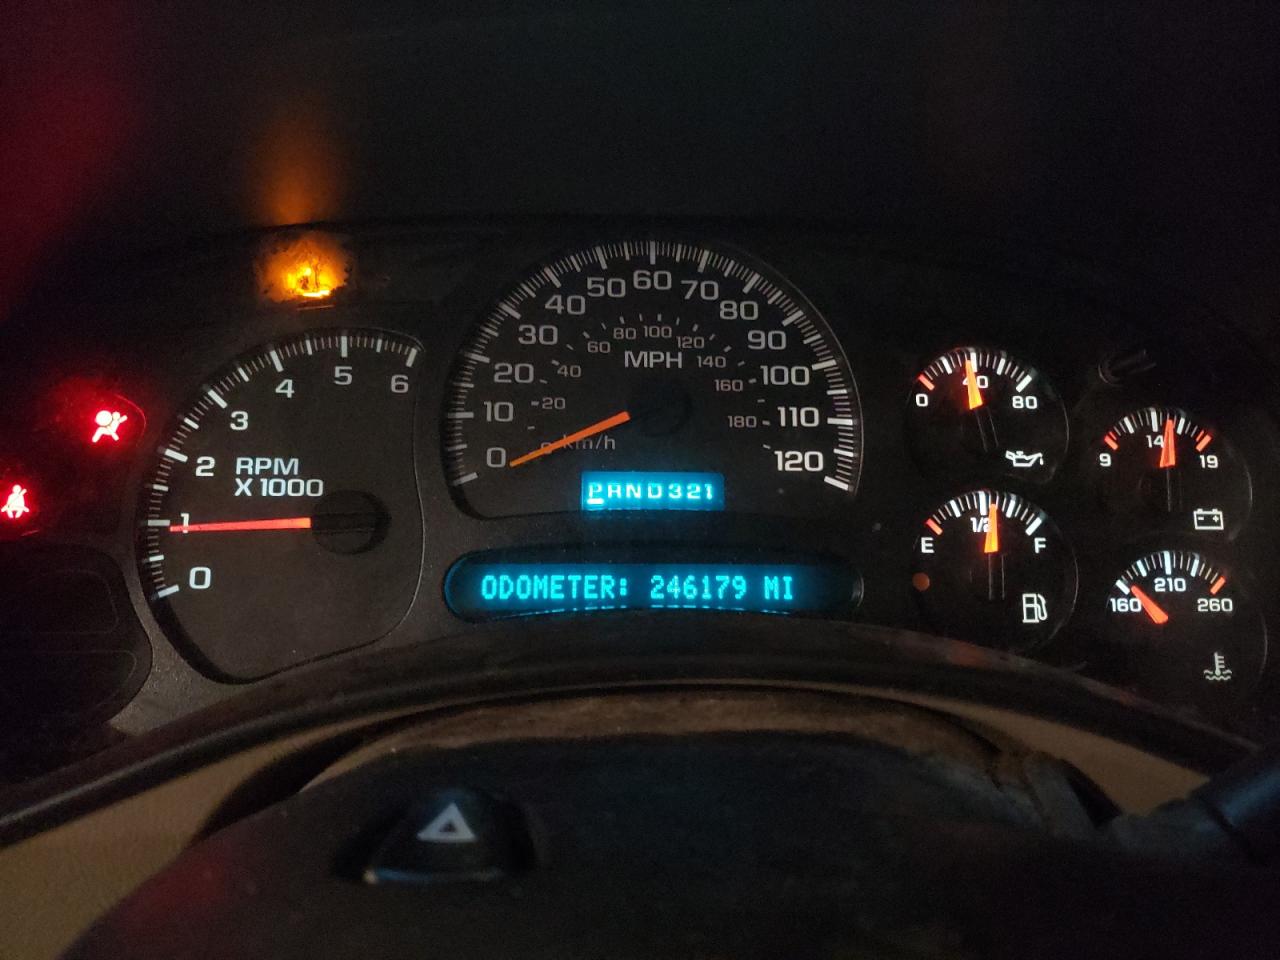 0 1 2 3 4 5 6
RPM
X 1000
0 10 20 30 40 50 60 70 80 90 100 110 120
0 20 40 60 80 100 120 140 160 180
MPH
km/h
PRND321
ODOMETER: 246179 MI
0 40 80
9 14 19
E 1/2 F
160 210 260